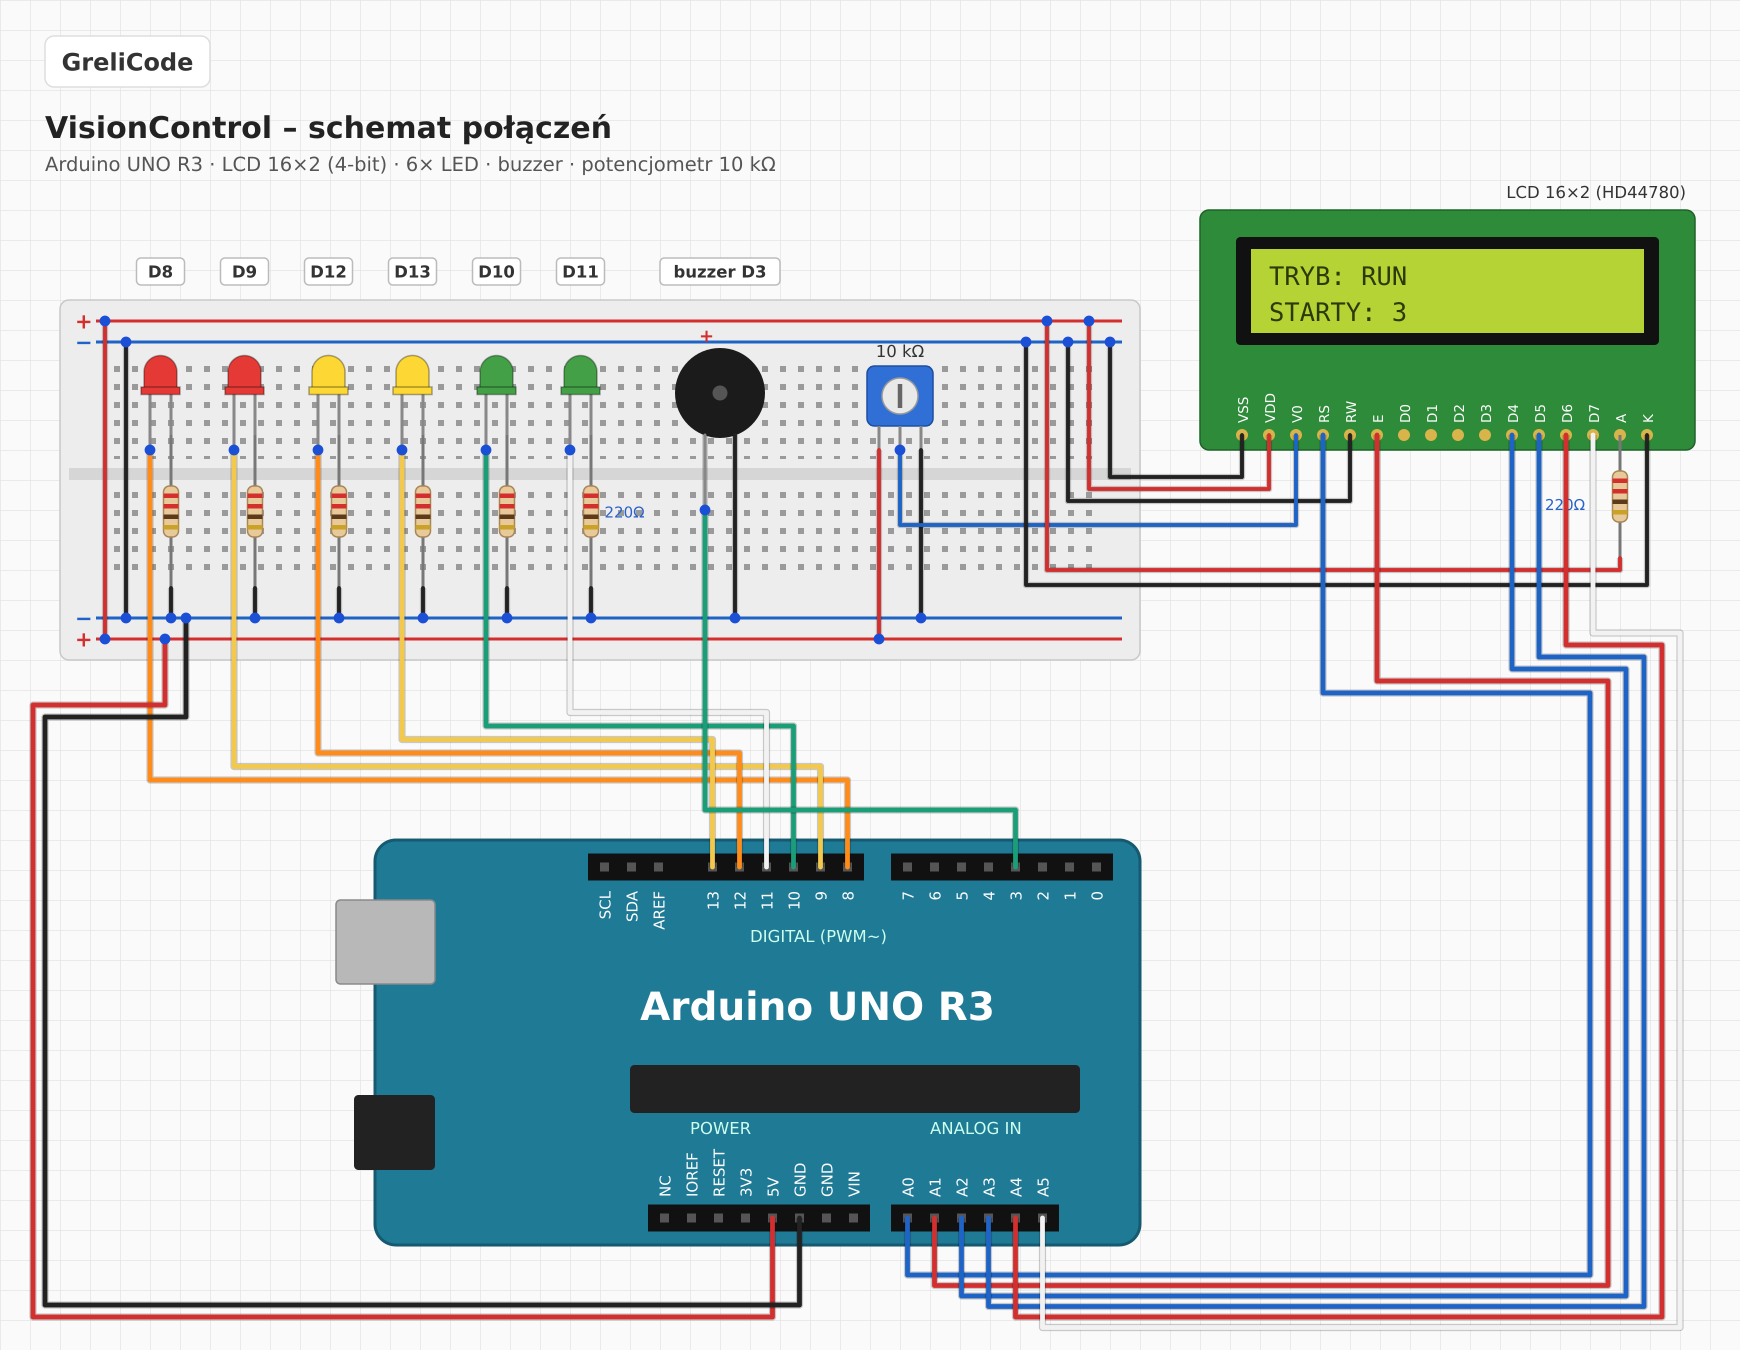 GreliCode
VisionControl – schemat połączeń
Arduino UNO R3 · LCD 16×2 (4-bit) · 6× LED · buzzer · potencjometr 10 kΩ
LCD 16×2 (HD44780)
TRYB: RUN
STARTY: 3
VSS VDD V0 RS RW E D0 D1 D2 D3 D4 D5 D6 D7 A K
220Ω
D8 D9 D12 D13 D10 D11 buzzer D3
+
−
+
10 kΩ
220Ω
−
+
SCL SDA AREF 13 12 11 10 9 8 7 6 5 4 3 2 1 0
DIGITAL (PWM~)
Arduino UNO R3
POWER ANALOG IN
NC IOREF RESET 3V3 5V GND GND VIN A0 A1 A2 A3 A4 A5